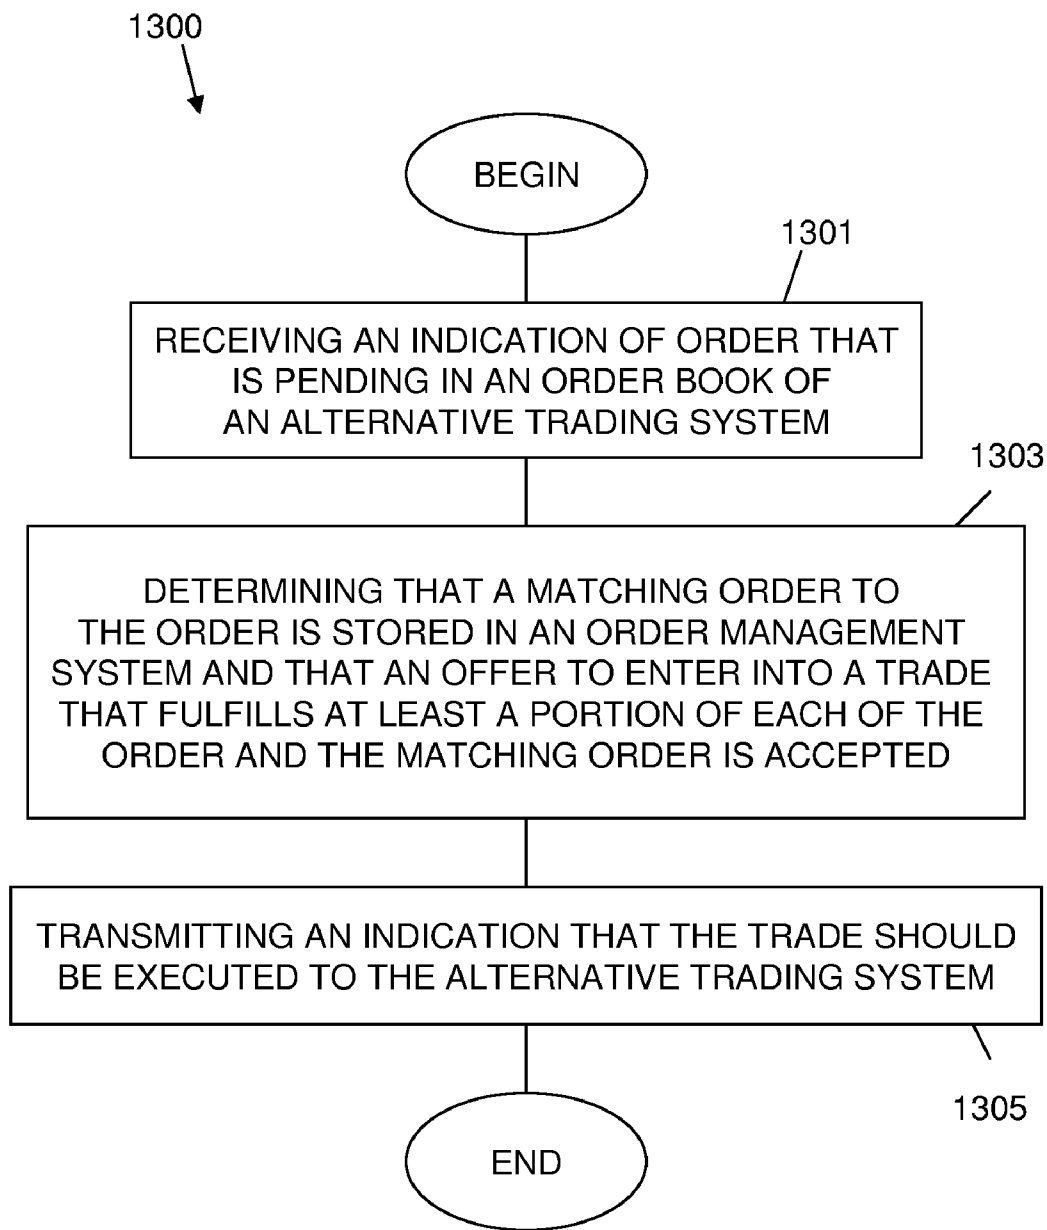 1300
BEGIN
1301
RECEIVING AN INDICATION OF ORDER THAT
IS PENDING IN AN ORDER BOOK OF
AN ALTERNATIVE TRADING SYSTEM
1303
DETERMINING THAT A MATCHING ORDER TO
THE ORDER IS STORED IN AN ORDER MANAGEMENT
SYSTEM AND THAT AN OFFER TO ENTER INTO A TRADE
THAT FULFILLS AT LEAST A PORTION OF EACH OF THE
ORDER AND THE MATCHING ORDER IS ACCEPTED
TRANSMITTING AN INDICATION THAT THE TRADE SHOULD
BE EXECUTED TO THE ALTERNATIVE TRADING SYSTEM
1305
END